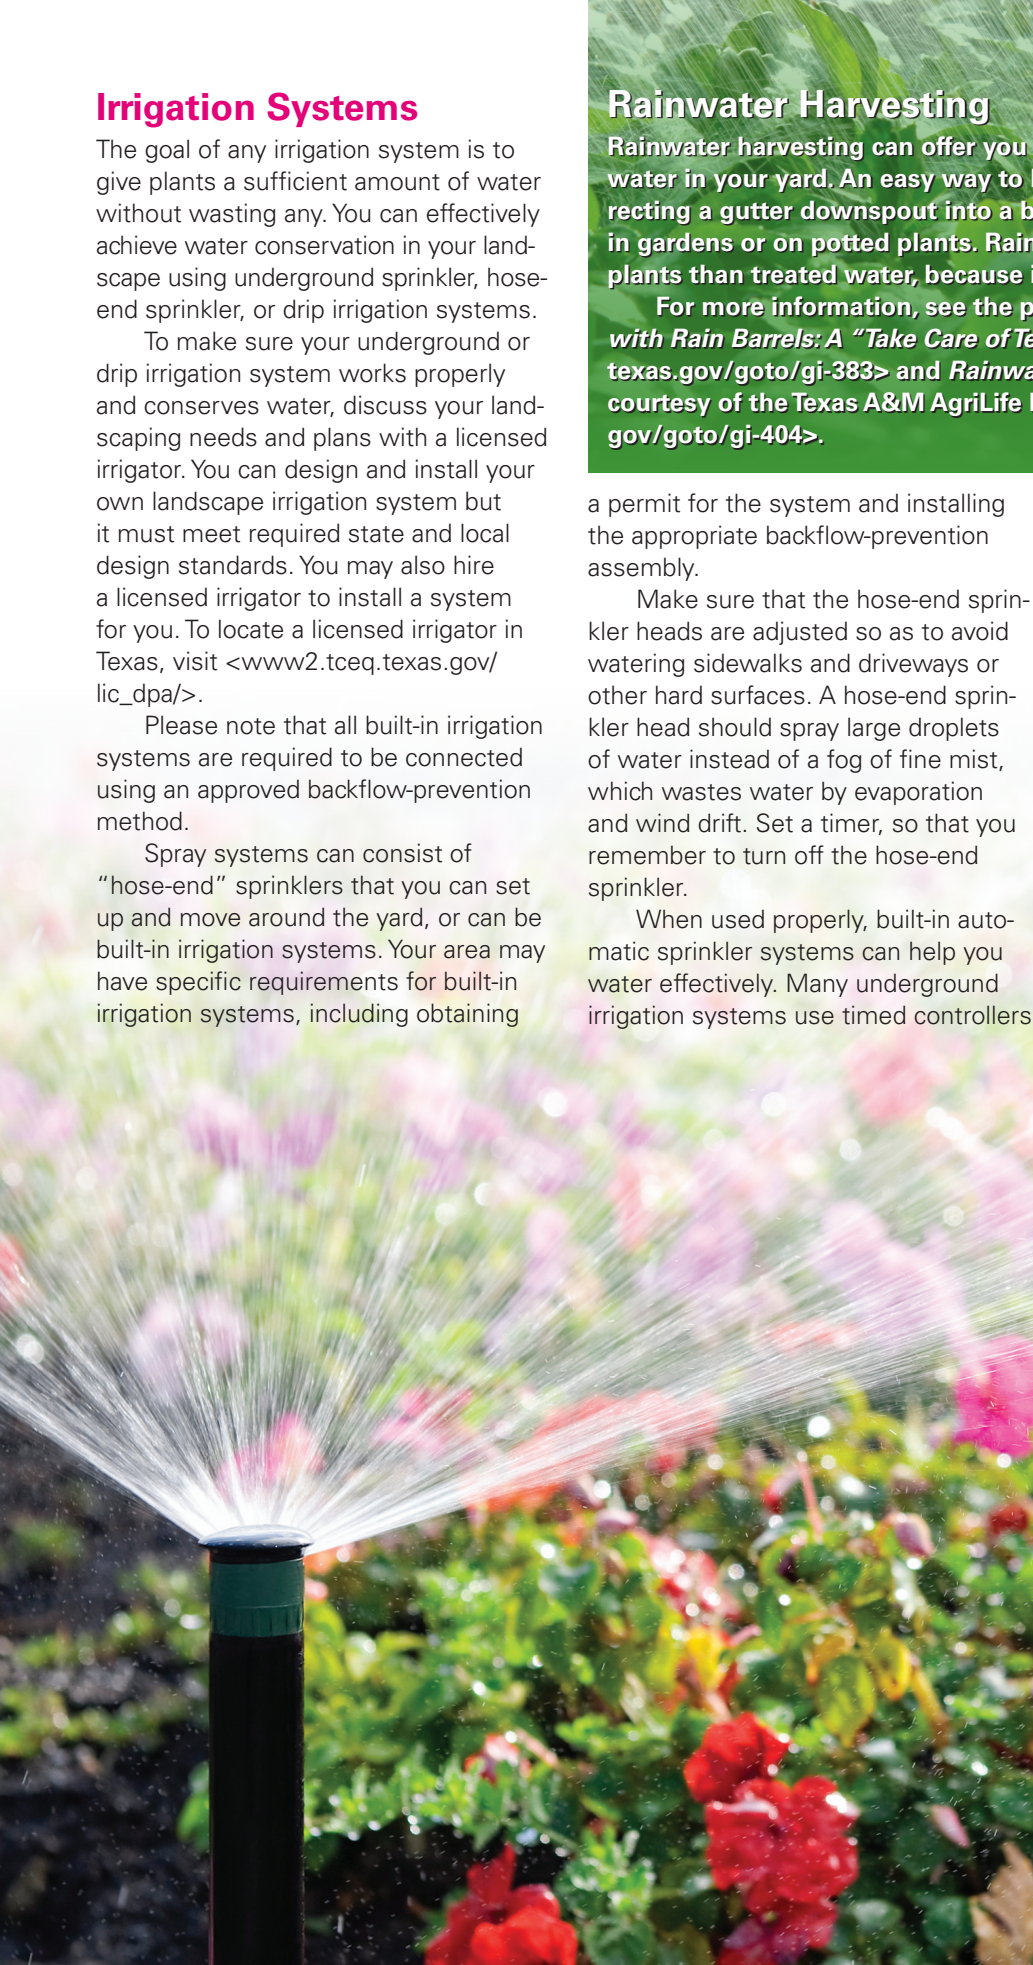 Irrigation Systems
The goal of any irrigation system is to
give plants a sufficient amount of water
without wasting any. You can effectively
achieve water conservation in your land-
scape using underground sprinkler, hose-
end sprinkler, or drip irrigation systems.
To make sure your underground or
drip irrigation system works properly
and conserves water, discuss your land-
scaping needs and plans with a licensed
irrigator. You can design and install your
own landscape irrigation system but
it must meet required state and local
design standards. You may also hire
a licensed irrigator to install a system
for you. To locate a licensed irrigator in
Texas, visit <www2.tceq.texas.gov/
lic_dpa/>.
Please note that all built-in irrigation
systems are required to be connected
using an approved backflow-prevention
method.
Spray systems can consist of
“hose-end” sprinklers that you can set
up and move around the yard, or can be
built-in irrigation systems. Your area may
have specific requirements for built-in
irrigation systems, including obtaining
Rainwater Harvesting
Rainwater harvesting can offer you
water in your yard. An easy way to
recting a gutter downspout into a
in gardens or on potted plants. Rain
plants than treated water, because
For more information, see the
with Rain Barrels: A “Take Care of Te
texas.gov/goto/gi-383> and Rainwa
courtesy of the Texas A&M AgriLife
gov/goto/gi-404>.
a permit for the system and installing
the appropriate backflow-prevention
assembly.
Make sure that the hose-end sprin-
kler heads are adjusted so as to avoid
watering sidewalks and driveways or
other hard surfaces. A hose-end sprin-
kler head should spray large droplets
of water instead of a fog of fine mist,
which wastes water by evaporation
and wind drift. Set a timer, so that you
remember to turn off the hose-end
sprinkler.
When used properly, built-in auto-
matic sprinkler systems can help you
water effectively. Many underground
irrigation systems use timed controllers